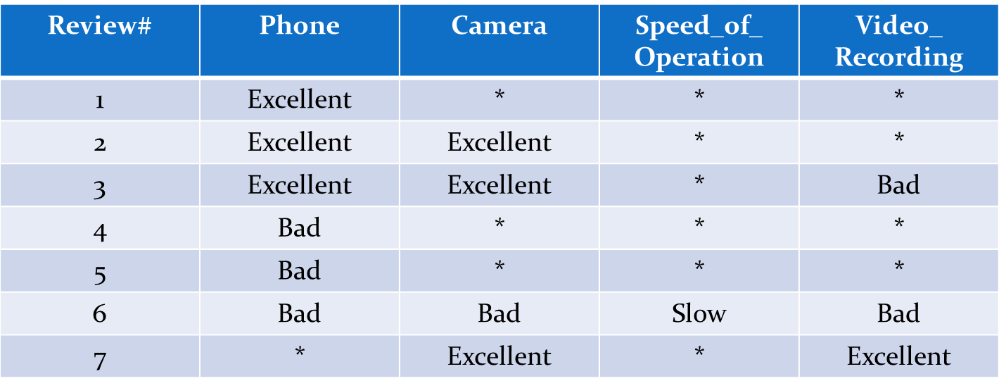 Review# Phone Camera Speed_of_ Operation Video_ Recording
1 Excellent * * *
2 Excellent Excellent * *
3 Excellent Excellent * Bad
4 Bad * * *
5 Bad * * *
6 Bad Bad Slow Bad
7 * Excellent * Excellent